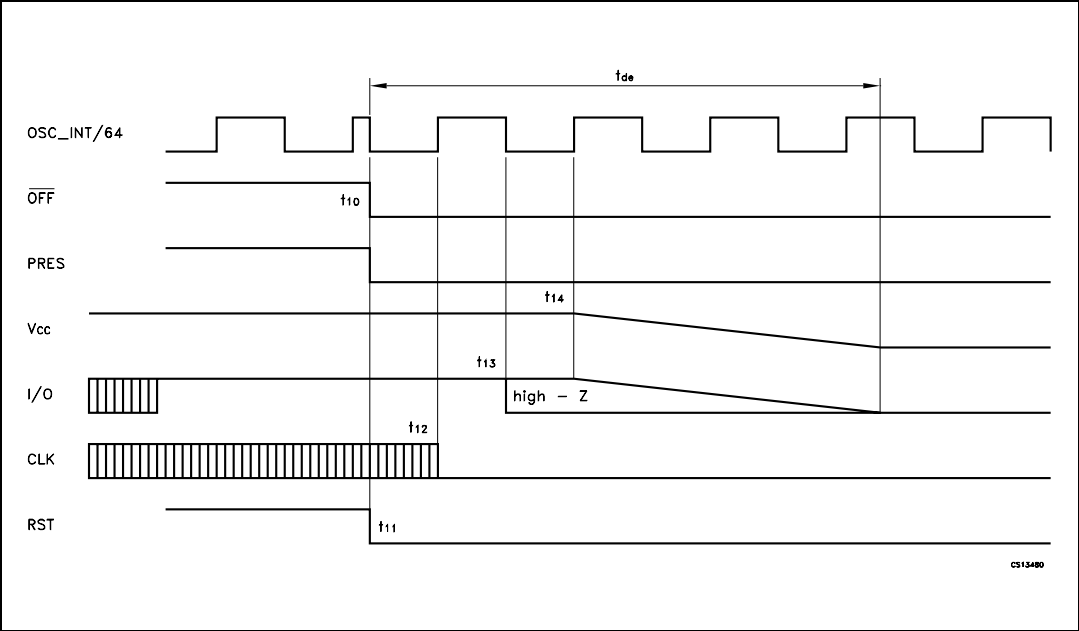 tde
OSC_INT/64
OFF
t10
PRES
t14
Vcc
t13
I/O
high - Z
t12
CLK
RST
t11
CS13480